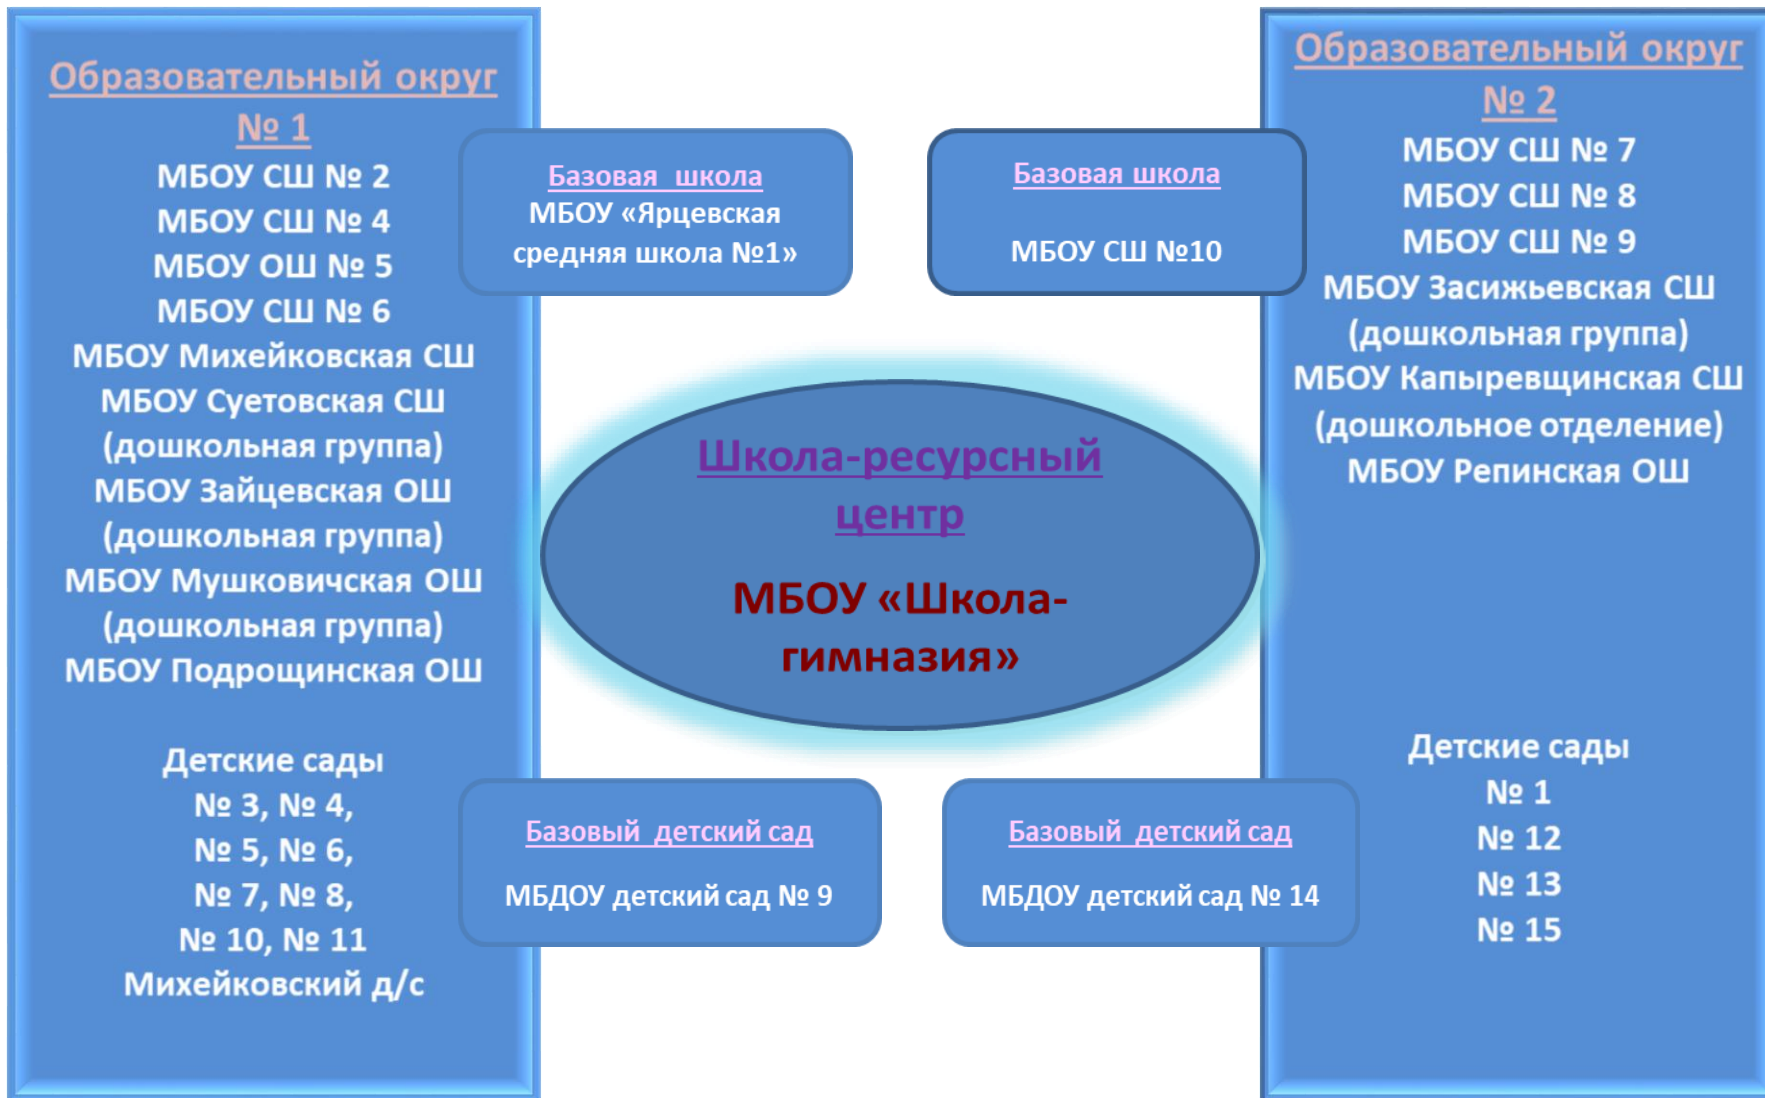 Образовательный округ
№ 1
МБОУ СШ № 2
МБОУ СШ № 4
МБОУ ОШ № 5
МБОУ СШ № 6
МБОУ Михейковская СШ
МБОУ Суетовская СШ
(дошкольная группа)
МБОУ Зайцевская ОШ
(дошкольная группа)
МБОУ Мушковичская ОШ
(дошкольная группа)
МБОУ Подрощинская ОШ
Детские сады
№ 3, № 4,
№ 5, № 6,
№ 7, № 8,
№ 10, № 11
Михейковский д/с
Базовая школа
МБОУ «Ярцевская
средняя школа №1»
Базовая школа
МБОУ СШ №10
Школа-ресурсный
центр
МБОУ «Школа-
гимназия»
Базовый детский сад
МБДОУ детский сад № 9
Базовый детский сад
МБДОУ детский сад № 14
Образовательный округ
№ 2
МБОУ СШ № 7
МБОУ СШ № 8
МБОУ СШ № 9
МБОУ Засижьевская СШ
(дошкольная группа)
МБОУ Капыревщинская СШ
(дошкольное отделение)
МБОУ Репинская ОШ
Детские сады
№ 1
№ 12
№ 13
№ 15